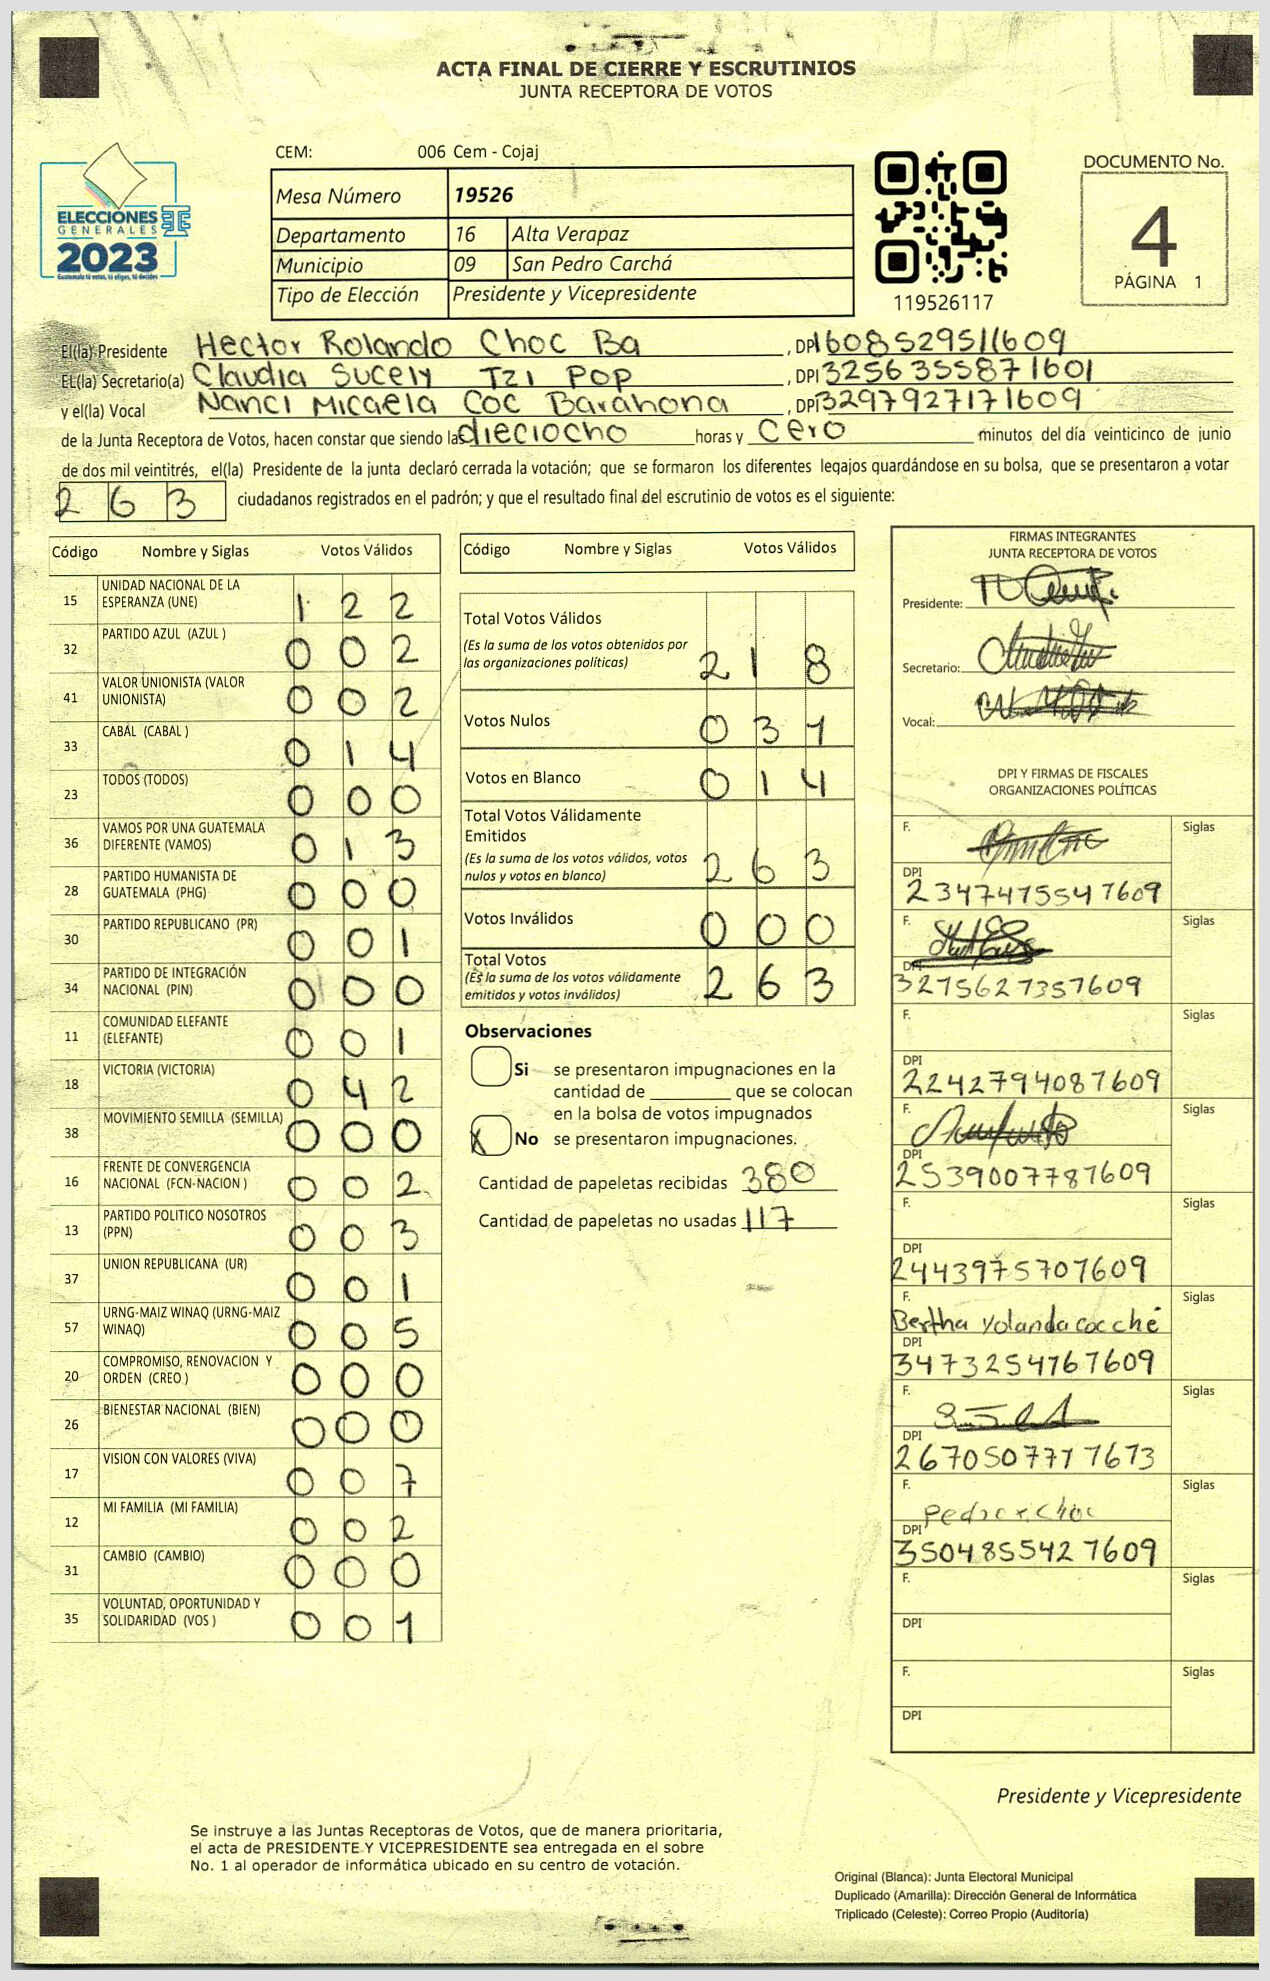 ACTA FINAL DE CIERRE Y ESCRUTINIOS
JUNTA RECEPTORA DE VOTOS
CEM: 006 Cem - Cojaj
ELECCIONES
GENERALES
2023
Guatemala tú votas, tú eliges, tú decides
Mesa Número 19526
Departamento 16 Alta Verapaz
Municipio 09 San Pedro Carchá
Tipo de Elección Presidente y Vicepresidente
119526117
DOCUMENTO No.
4
PÁGINA 1
El(la) Presidente Hector Rolando Choc Ba, DPI 1608529511609
EL(la) Secretario(a) Claudia Sucely Tzi Pop, DPI 3256355871601
y el(la) Vocal Nanci Micaela Coc Barahona, DPI 3297927171609
de la Junta Receptora de Votos, hacen constar que siendo las dieciocho horas y cero minutos del día veinticinco de junio
de dos mil veintitrés, el(la) Presidente de la junta declaró cerrada la votación; que se formaron los diferentes legajos guardándose en su bolsa, que se presentaron a votar
263 ciudadanos registrados en el padrón; y que el resultado final del escrutinio de votos es el siguiente:
Código Nombre y Siglas Votos Válidos
15 UNIDAD NACIONAL DE LA ESPERANZA (UNE) 1 2 2
32 PARTIDO AZUL (AZUL ) 0 0 2
41 VALOR UNIONISTA (VALOR UNIONISTA) 0 0 2
33 CABAL (CABAL ) 0 1 4
23 TODOS (TODOS) 0 0 0
36 VAMOS POR UNA GUATEMALA DIFERENTE (VAMOS) 0 1 3
28 PARTIDO HUMANISTA DE GUATEMALA (PHG) 0 0 0
30 PARTIDO REPUBLICANO (PR) 0 0 1
34 PARTIDO DE INTEGRACIÓN NACIONAL (PIN) 0 0 0
11 COMUNIDAD ELEFANTE (ELEFANTE) 0 0 1
18 VICTORIA (VICTORIA) 0 4 2
38 MOVIMIENTO SEMILLA (SEMILLA) 0 0 0
16 FRENTE DE CONVERGENCIA NACIONAL (FCN-NACION ) 0 0 2
13 PARTIDO POLITICO NOSOTROS (PPN) 0 0 3
37 UNION REPUBLICANA (UR) 0 0 1
57 URNG-MAIZ WINAQ (URNG-MAIZ WINAQ) 0 0 5
20 COMPROMISO, RENOVACION Y ORDEN (CREO ) 0 0 0
26 BIENESTAR NACIONAL (BIEN) 0 0 0
17 VISION CON VALORES (VIVA) 0 0 7
12 MI FAMILIA (MI FAMILIA) 0 0 2
31 CAMBIO (CAMBIO) 0 0 0
35 VOLUNTAD, OPORTUNIDAD Y SOLIDARIDAD (VOS ) 0 0 1
Código Nombre y Siglas Votos Válidos
Total Votos Válidos
(Es la suma de los votos obtenidos por
las organizaciones políticas) 2 1 8
Votos Nulos 0 3 1
Votos en Blanco 0 1 4
Total Votos Válidamente
Emitidos
(Es la suma de los votos válidos, votos
nulos y votos en blanco) 2 6 3
Votos Inválidos 0 0 0
Total Votos
(Es la suma de los votos válidamente
emitidos y votos inválidos) 2 6 3
Observaciones
Si se presentaron impugnaciones en la
cantidad de ________ que se colocan
en la bolsa de votos impugnados
X No se presentaron impugnaciones.
Cantidad de papeletas recibidas 380
Cantidad de papeletas no usadas 117
FIRMAS INTEGRANTES
JUNTA RECEPTORA DE VOTOS
Presidente:
Secretario:
Vocal:
DPI Y FIRMAS DE FISCALES
ORGANIZACIONES POLÍTICAS
F. Siglas
DPI 2347475547609
F. Siglas
DPI 3275627357609
F. Siglas
DPI 2242794087609
F. Siglas
DPI 2539007787609
F. Siglas
DPI 2443975707609
F. Bertha Yolanda coc ché Siglas
DPI 3473254767609
F. Siglas
DPI 2670507777673
F. Pedro Choc Siglas
DPI 3504855427609
F. Siglas
DPI
F. Siglas
DPI
Presidente y Vicepresidente
Se instruye a las Juntas Receptoras de Votos, que de manera prioritaria,
el acta de PRESIDENTE Y VICEPRESIDENTE sea entregada en el sobre
No. 1 al operador de informática ubicado en su centro de votación.
Original (Blanca): Junta Electoral Municipal
Duplicado (Amarilla): Dirección General de Informática
Triplicado (Celeste): Correo Propio (Auditoría)